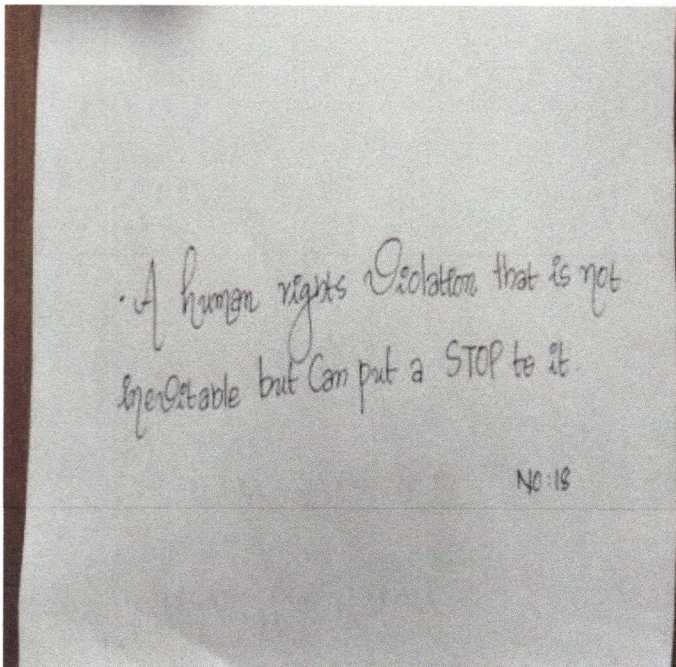 . A human rights Violation that is not
inevitable but Can put a STOP to it.
NO:18